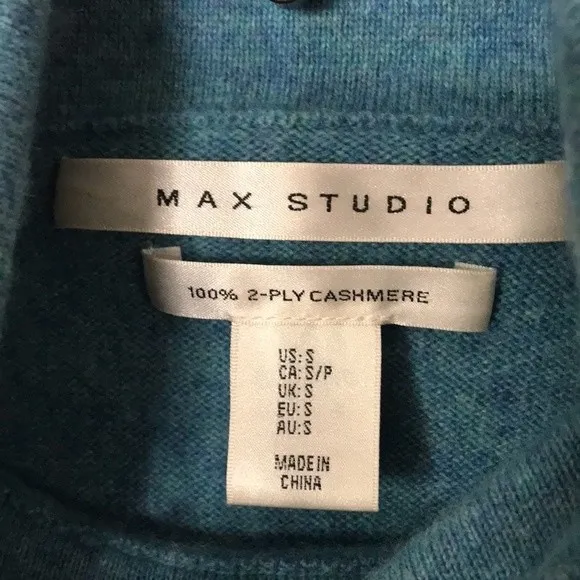 MAX STUDIO
100% 2-PLY CASHMERE
US: S
CA: S/P
UK: S
EU: S
AU: S
MADE IN
CHINA